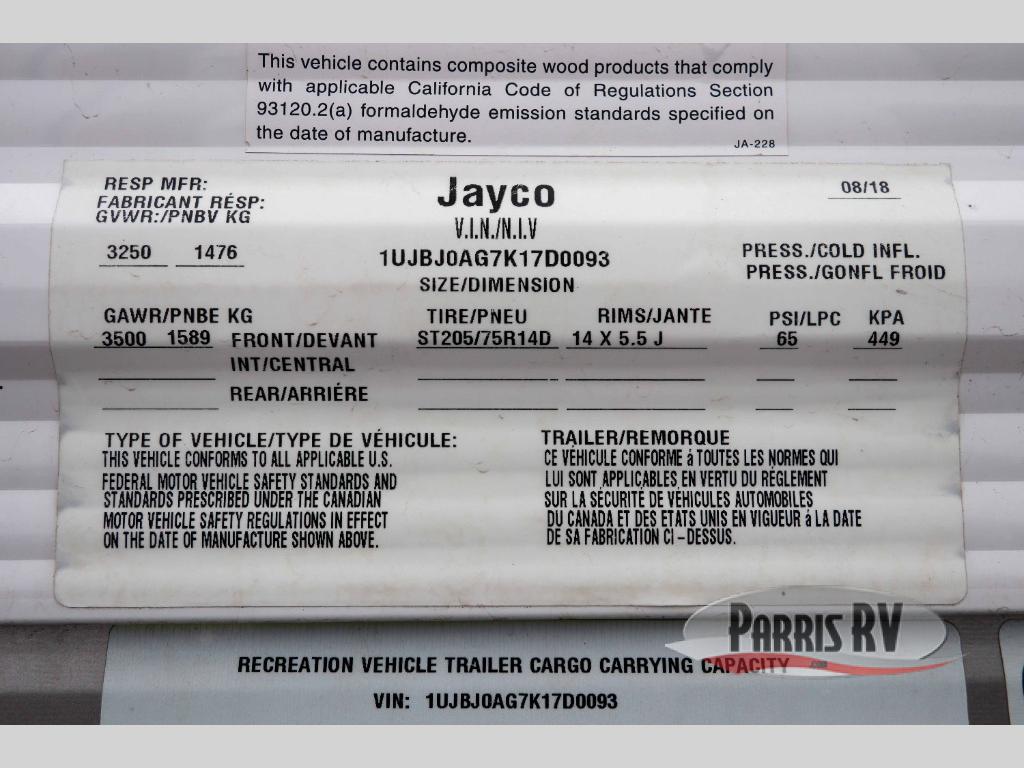 This vehicle contains composite wood products that comply
with applicable California Code of Regulations Section
93120.2(a) formaldehyde emission standards specified on
the date of manufacture.
JA-228
RESP MFR: Jayco 08/18
FABRICANT RÉSP:
GVWR:/PNBV KG V.I.N./N.I.V
3250 1476 1UJBJ0AG7K17D0093 PRESS./COLD INFL.
PRESS./GONFL FROID
SIZE/DIMENSION
GAWR/PNBE KG TIRE/PNEU RIMS/JANTE PSI/LPC KPA
3500 1589 FRONT/DEVANT ST205/75R14D 14 X 5.5 J 65 449
INT/CENTRAL
REAR/ARRIÉRE
TYPE OF VEHICLE/TYPE DE VÉHICULE: TRAILER/REMORQUE
THIS VEHICLE CONFORMS TO ALL APPLICABLE U.S.
FEDERAL MOTOR VEHICLE SAFETY STANDARDS AND
STANDARDS PRESCRIBED UNDER THE CANADIAN
MOTOR VEHICLE SAFETY REGULATIONS IN EFFECT
ON THE DATE OF MANUFACTURE SHOWN ABOVE.
CE VÉHICULE CONFORME á TOUTES LES NORMES QUI
LUI SONT APPLICABLES EN VERTU DU RÉGLEMENT
SUR LA SÉCURITÉ DE VÉHICULES AUTOMOBILES
DU CANADA ET DES ETATS UNIS EN VIGUEUR á LA DATE
DE SA FABRICATION CI-DESSUS.
PARRIS RV
.com
RECREATION VEHICLE TRAILER CARGO CARRYING CAPACITY
VIN: 1UJBJ0AG7K17D0093